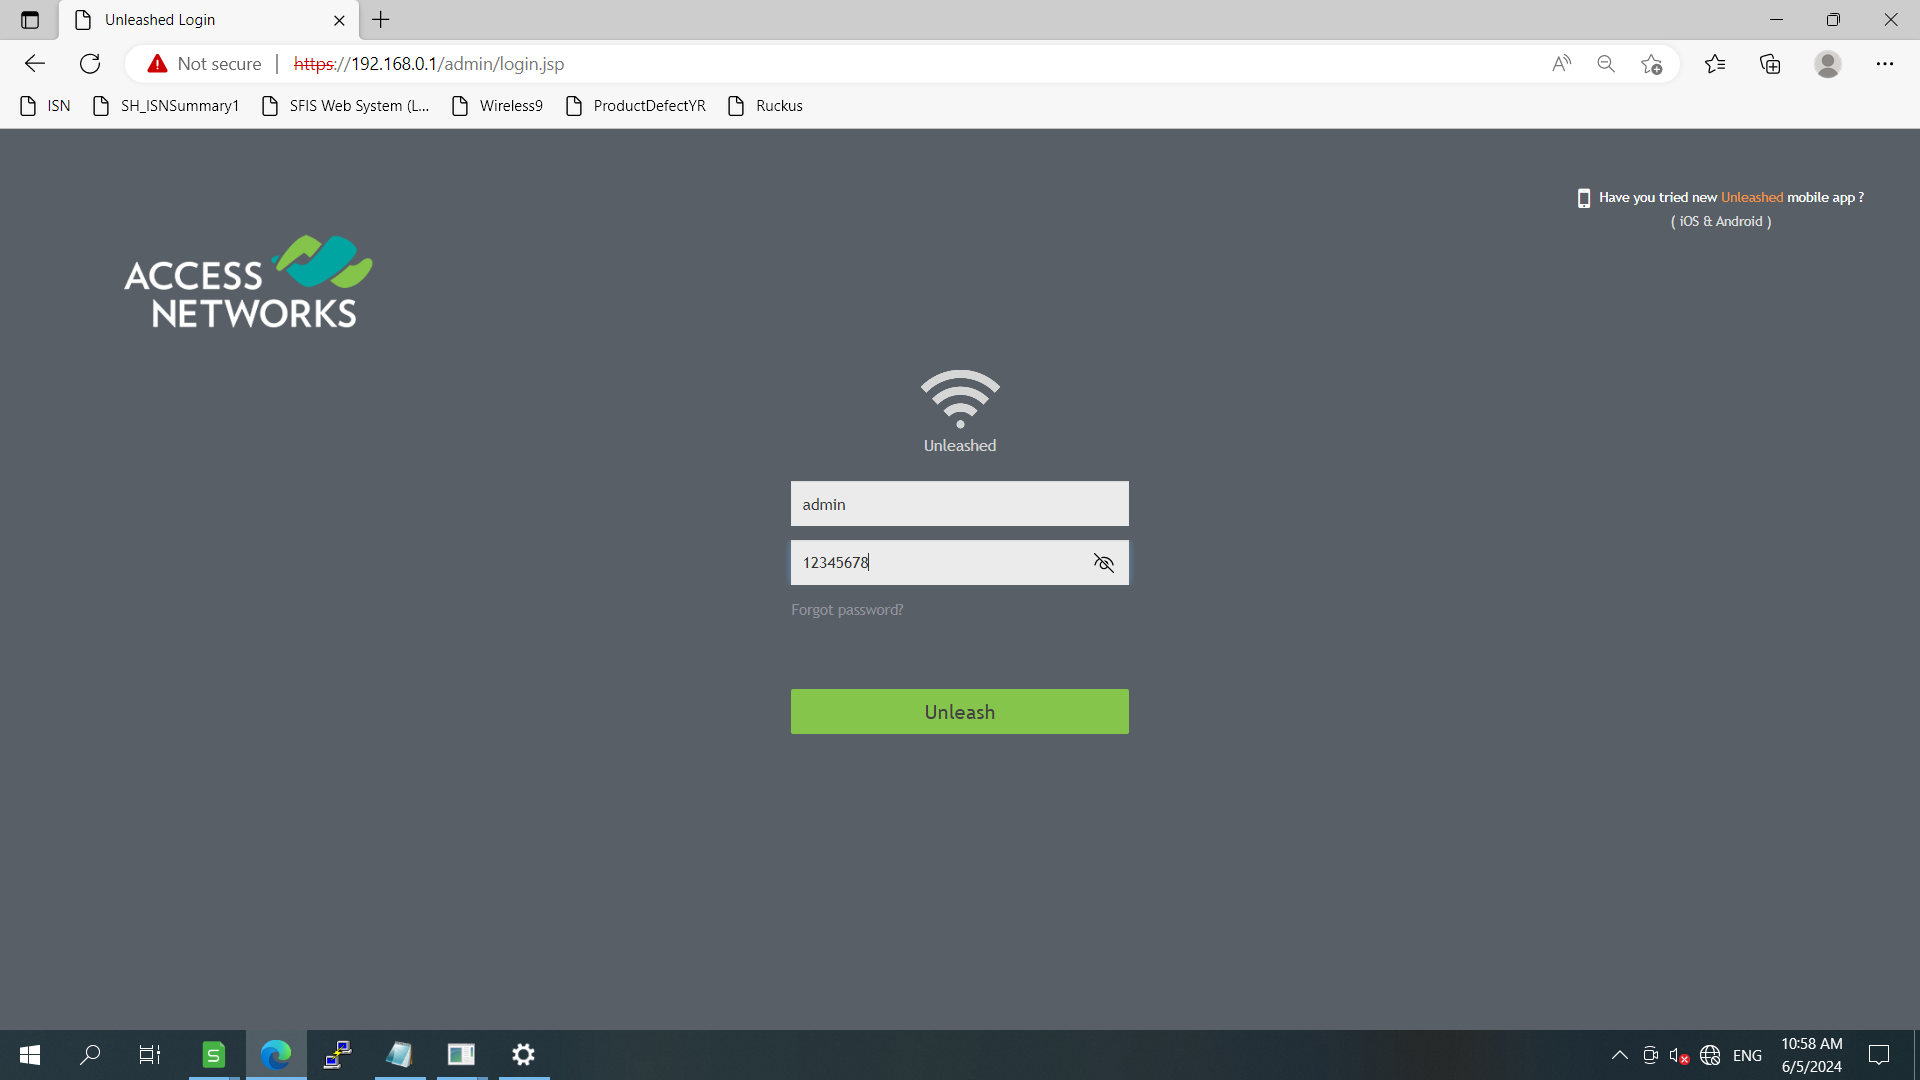 Unleashed Login
Not secure | https://192.168.0.1/admin/login.jsp
ISN SH_ISNSummary1 SFIS Web System (L... Wireless9 ProductDefectYR Ruckus
Have you tried new Unleashed mobile app ?
( iOS & Android )
ACCESS
NETWORKS
Unleashed
admin
12345678
Forgot password?
Unleash
S
ENG
10:58 AM
6/5/2024